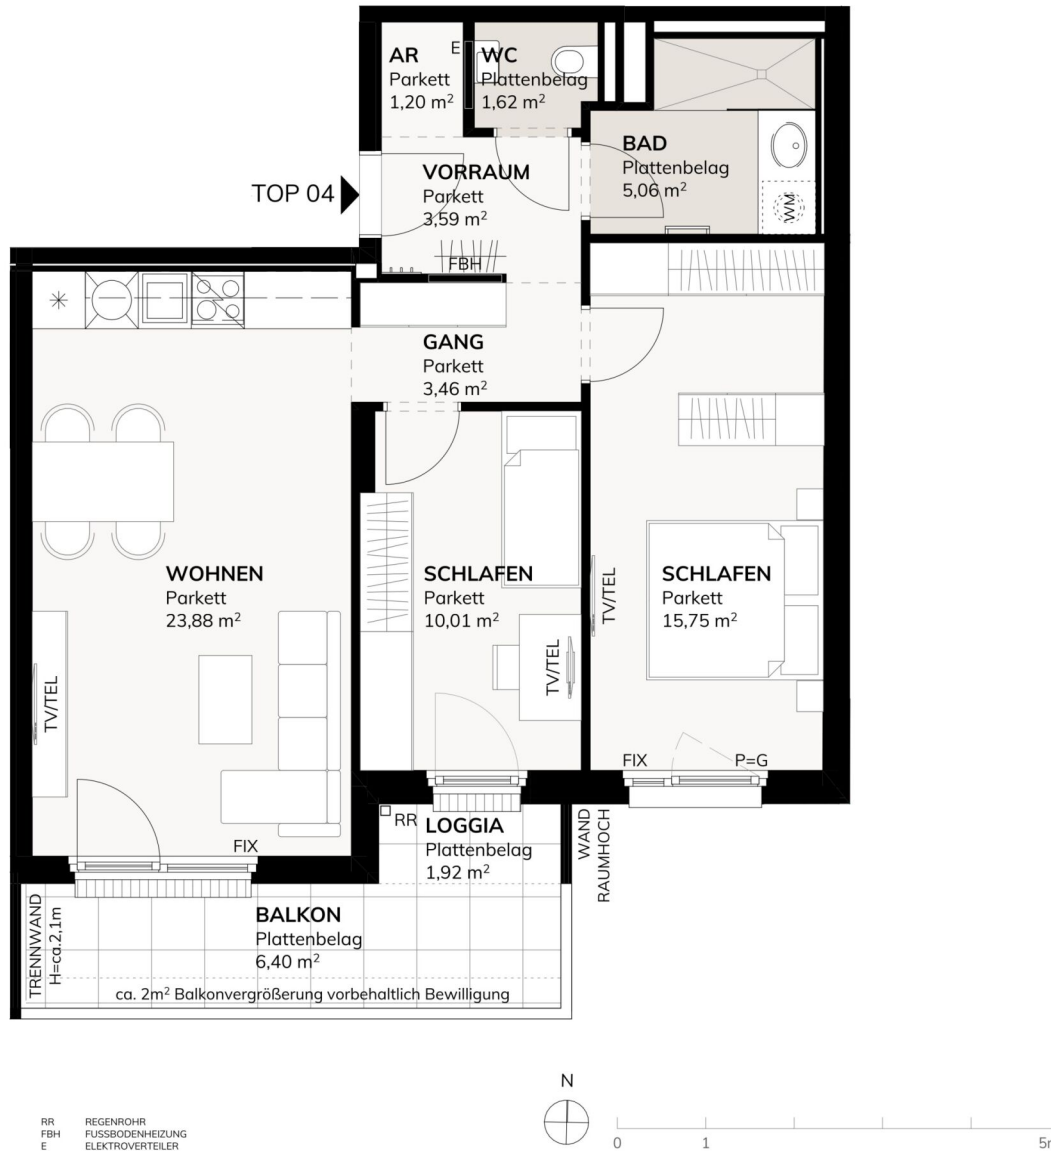 AR
Parkett
1,20 m²
E
WC
Plattenbelag
1,62 m²
BAD
Plattenbelag
5,06 m²
WM
TOP 04
VORRAUM
Parkett
3,59 m²
FBH
GANG
Parkett
3,46 m²
WOHNEN
Parkett
23,88 m²
TV/TEL
FIX
SCHLAFEN
Parkett
10,01 m²
TV/TEL
SCHLAFEN
Parkett
15,75 m²
TV/TEL
FIX
P=G
RR
LOGGIA
Plattenbelag
1,92 m²
WAND
RAUMHOCH
BALKON
Plattenbelag
6,40 m²
TRENNWAND
H=ca.2,1m
ca. 2m² Balkonvergrößerung vorbehaltlich Bewilligung
N
RR REGENROHR
FBH FUSSBODENHEIZUNG
E ELEKTROVERTEILER
0 1 5